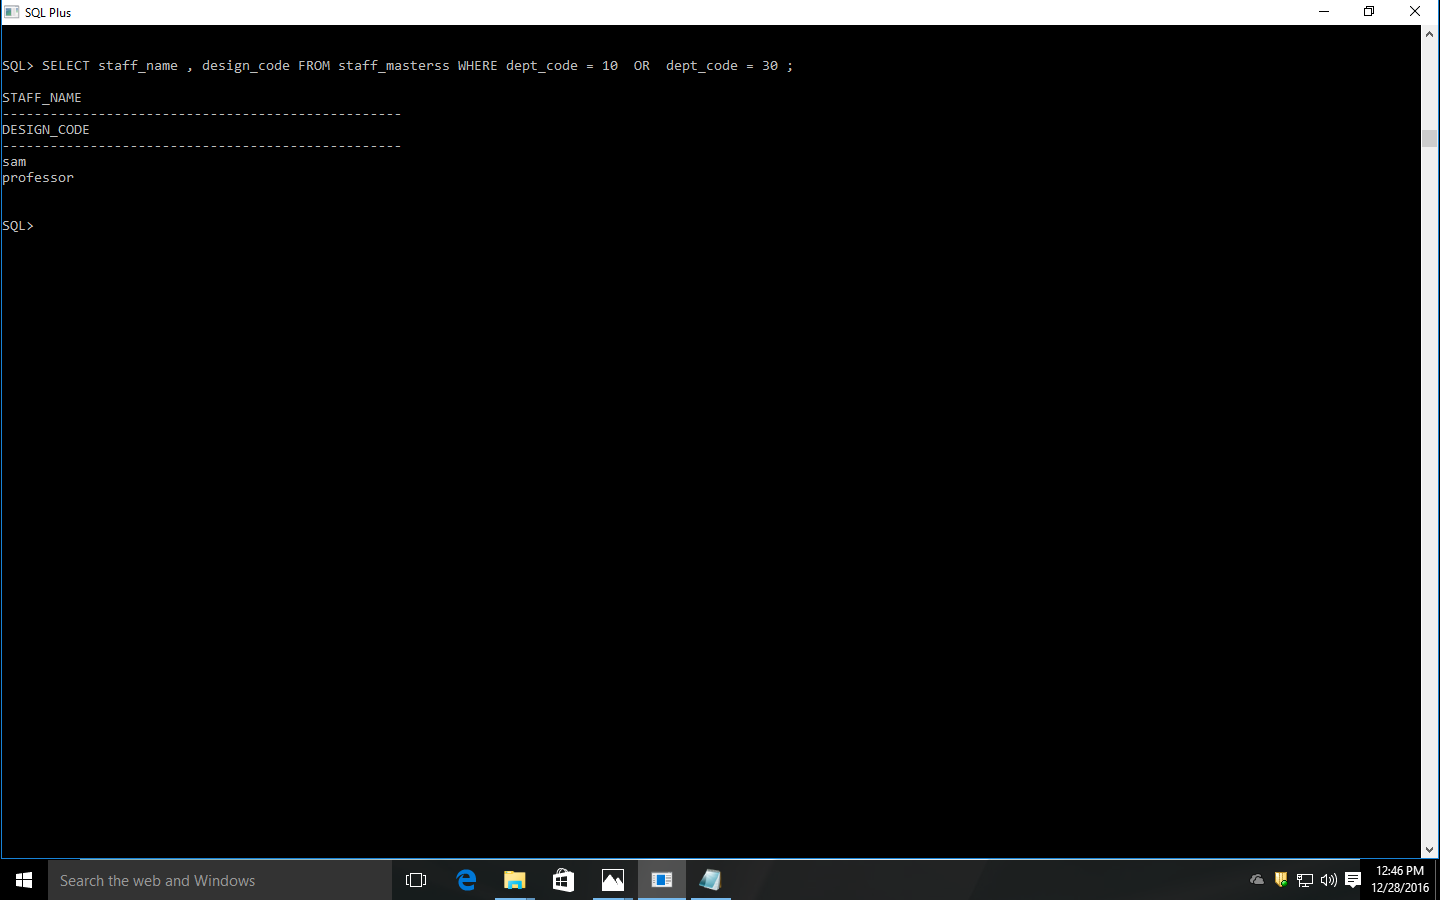 SQL Plus
SQL> SELECT staff_name , design_code FROM staff_masterss WHERE dept_code = 10  OR  dept_code = 30 ;
STAFF_NAME
--------------------------------------------------
DESIGN_CODE
--------------------------------------------------
sam
professor
SQL>
Search the web and Windows
12:46 PM
12/28/2016